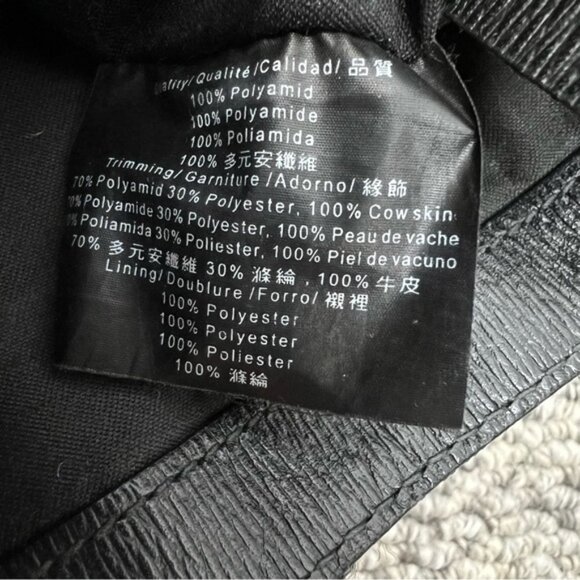 /Qualité/Calidad/ 品質
100% Polyamid
100% Polyamide
100% Poliamida
100% 多元安纖維
Trimming/Garniture/Adorno/緣飾
70% Polyamid 30% Polyester, 100% Cowskin
Polyamide 30% Polyester, 100% Peau de vache
Poliamida 30% Poliester, 100% Piel de vacuno
70% 多元安纖維 30% 滌綸, 100% 牛皮
Lining/Doublure/Forro/襯裡
100% Polyester
100% Polyester
100% Poliester
100% 滌綸